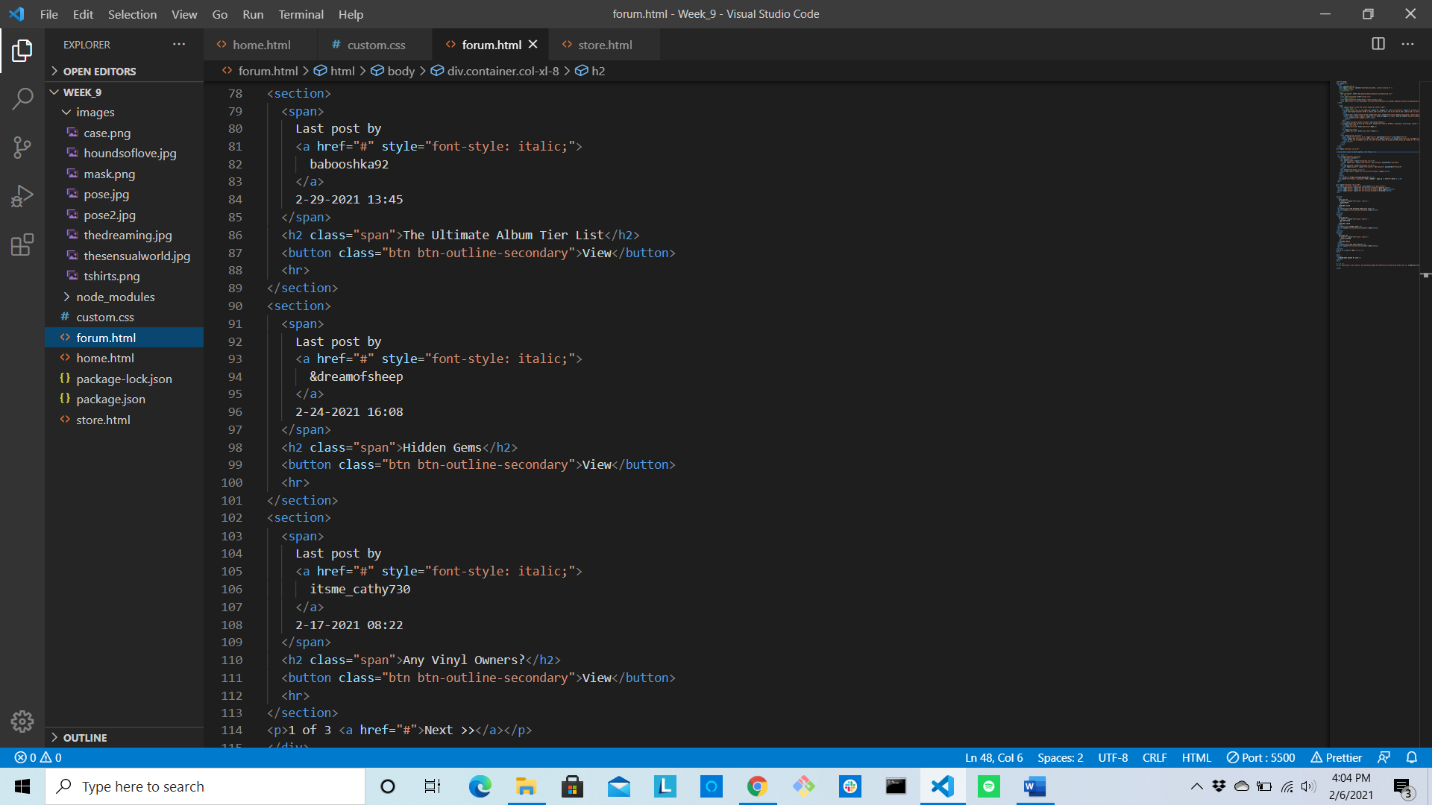 File Edit Selection View Go Run Terminal Help
forum.html - Week_9 - Visual Studio Code
EXPLORER
OPEN EDITORS
WEEK_9
images
case.png
houndsoflove.jpg
mask.png
pose.jpg
pose2.jpg
thedreaming.jpg
thesensualworld.jpg
tshirts.png
node_modules
custom.css
forum.html
home.html
package-lock.json
package.json
store.html
OUTLINE
home.html custom.css forum.html store.html
forum.html > html > body > div.container.col-xl-8 > h2
78 <section>
79 <span>
80 Last post by
81 <a href="#" style="font-style: italic;">
82 babooshka92
83 </a>
84 2-29-2021 13:45
85 </span>
86 <h2 class="span">The Ultimate Album Tier List</h2>
87 <button class="btn btn-outline-secondary">View</button>
88 <hr>
89 </section>
90 <section>
91 <span>
92 Last post by
93 <a href="#" style="font-style: italic;">
94 &dreamofsheep
95 </a>
96 2-24-2021 16:08
97 </span>
98 <h2 class="span">Hidden Gems</h2>
99 <button class="btn btn-outline-secondary">View</button>
100 <hr>
101 </section>
102 <section>
103 <span>
104 Last post by
105 <a href="#" style="font-style: italic;">
106 itsme_cathy730
107 </a>
108 2-17-2021 08:22
109 </span>
110 <h2 class="span">Any Vinyl Owners?</h2>
111 <button class="btn btn-outline-secondary">View</button>
112 <hr>
113 </section>
114 <p>1 of 3 <a href="#">Next >></a></p>
115 </div>
0 0 Ln 48, Col 6 Spaces: 2 UTF-8 CRLF HTML Port : 5500 Prettier
Type here to search
4:04 PM
2/6/2021
3